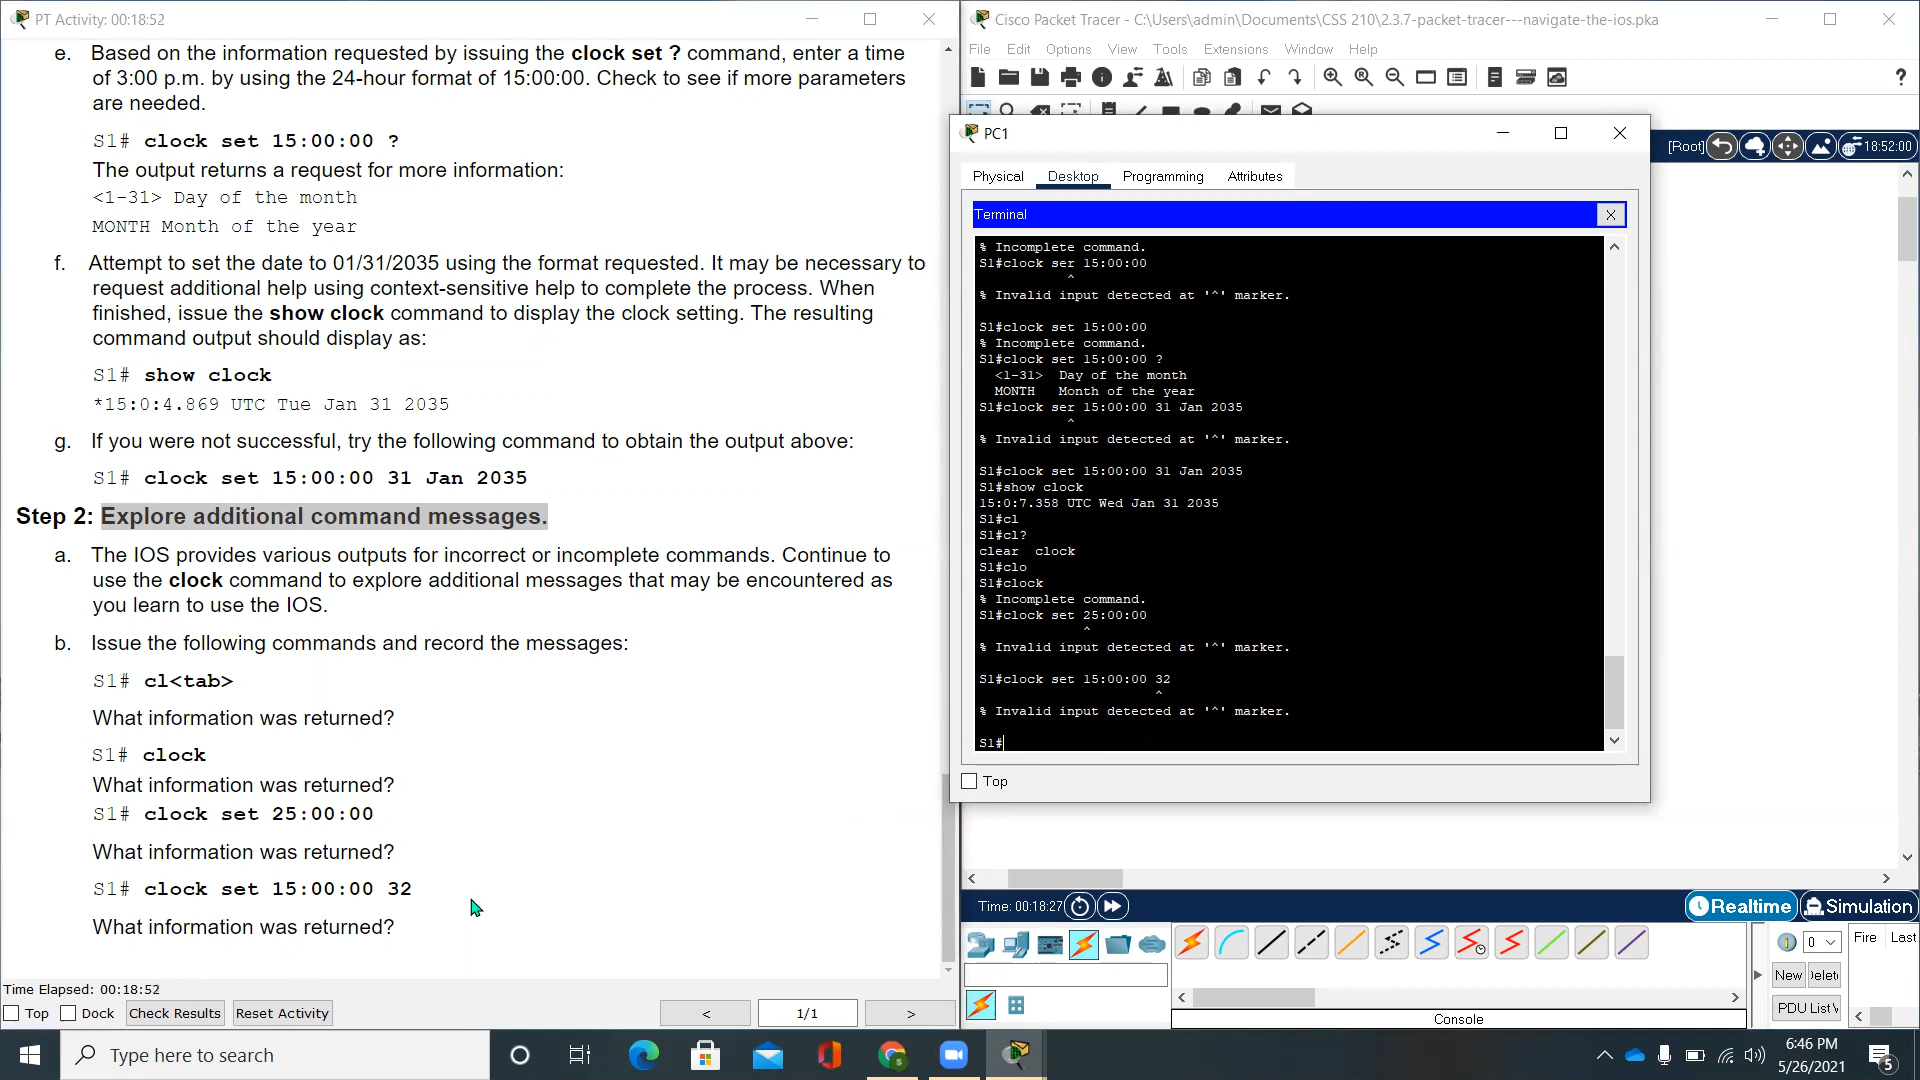 PT Activity: 00:18:52
e. Based on the information requested by issuing the clock set ? command, enter a time
of 3:00 p.m. by using the 24-hour format of 15:00:00. Check to see if more parameters
are needed.
S1# clock set 15:00:00 ?
The output returns a request for more information:
<1-31> Day of the month
MONTH Month of the year
f. Attempt to set the date to 01/31/2035 using the format requested. It may be necessary to
request additional help using context-sensitive help to complete the process. When
finished, issue the show clock command to display the clock setting. The resulting
command output should display as:
S1# show clock
*15:0:4.869 UTC Tue Jan 31 2035
g. If you were not successful, try the following command to obtain the output above:
S1# clock set 15:00:00 31 Jan 2035
Step 2: Explore additional command messages.
a. The IOS provides various outputs for incorrect or incomplete commands. Continue to
use the clock command to explore additional messages that may be encountered as
you learn to use the IOS.
b. Issue the following commands and record the messages:
S1# cl<tab>
What information was returned?
S1# clock
What information was returned?
S1# clock set 25:00:00
What information was returned?
S1# clock set 15:00:00 32
What information was returned?
Time Elapsed: 00:18:52
Top Dock Check Results Reset Activity < 1/1 >
Cisco Packet Tracer - C:\Users\admin\Documents\CSS 210\2.3.7-packet-tracer---navigate-the-ios.pka
File Edit Options View Tools Extensions Window Help
?
[Root] 18:52:00
PC1
Physical Desktop Programming Attributes
Terminal X
% Incomplete command.
S1#clock ser 15:00:00
^
% Invalid input detected at '^' marker.
S1#clock set 15:00:00
% Incomplete command.
S1#clock set 15:00:00 ?
<1-31> Day of the month
MONTH Month of the year
S1#clock ser 15:00:00 31 Jan 2035
^
% Invalid input detected at '^' marker.
S1#clock set 15:00:00 31 Jan 2035
S1#show clock
15:0:7.358 UTC Wed Jan 31 2035
S1#cl
S1#cl?
clear clock
S1#clo
S1#clock
% Incomplete command.
S1#clock set 25:00:00
^
% Invalid input detected at '^' marker.
S1#clock set 15:00:00 32
^
% Invalid input detected at '^' marker.
S1#
Top
Time: 00:18:27
Realtime Simulation
0 Fire Last
New
PDU List
Console
Type here to search
6:46 PM
5/26/2021
5